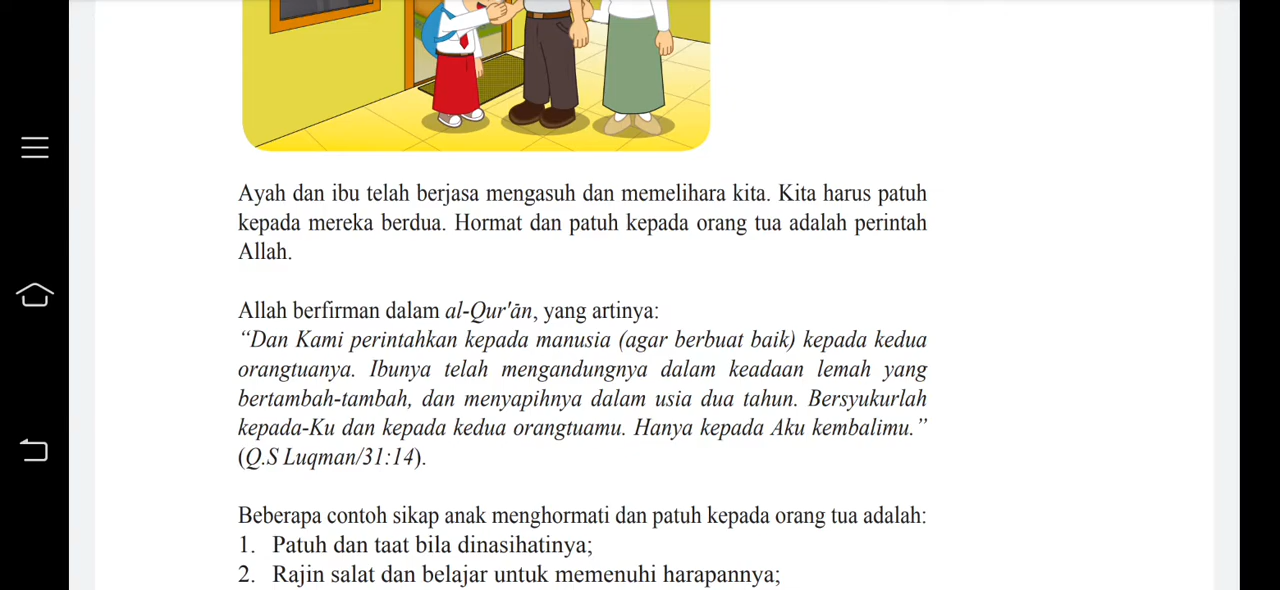 Ayah dan ibu telah berjasa mengasuh dan memelihara kita. Kita harus patuh
kepada mereka berdua. Hormat dan patuh kepada orang tua adalah perintah
Allah.
Allah berfirman dalam al-Qur'ān, yang artinya:
“Dan Kami perintahkan kepada manusia (agar berbuat baik) kepada kedua
orangtuanya. Ibunya telah mengandungnya dalam keadaan lemah yang
bertambah-tambah, dan menyapihnya dalam usia dua tahun. Bersyukurlah
kepada-Ku dan kepada kedua orangtuamu. Hanya kepada Aku kembalimu.”
(Q.S Luqman/31:14).
Beberapa contoh sikap anak menghormati dan patuh kepada orang tua adalah:
1. Patuh dan taat bila dinasihatinya;
2. Rajin salat dan belajar untuk memenuhi harapannya;